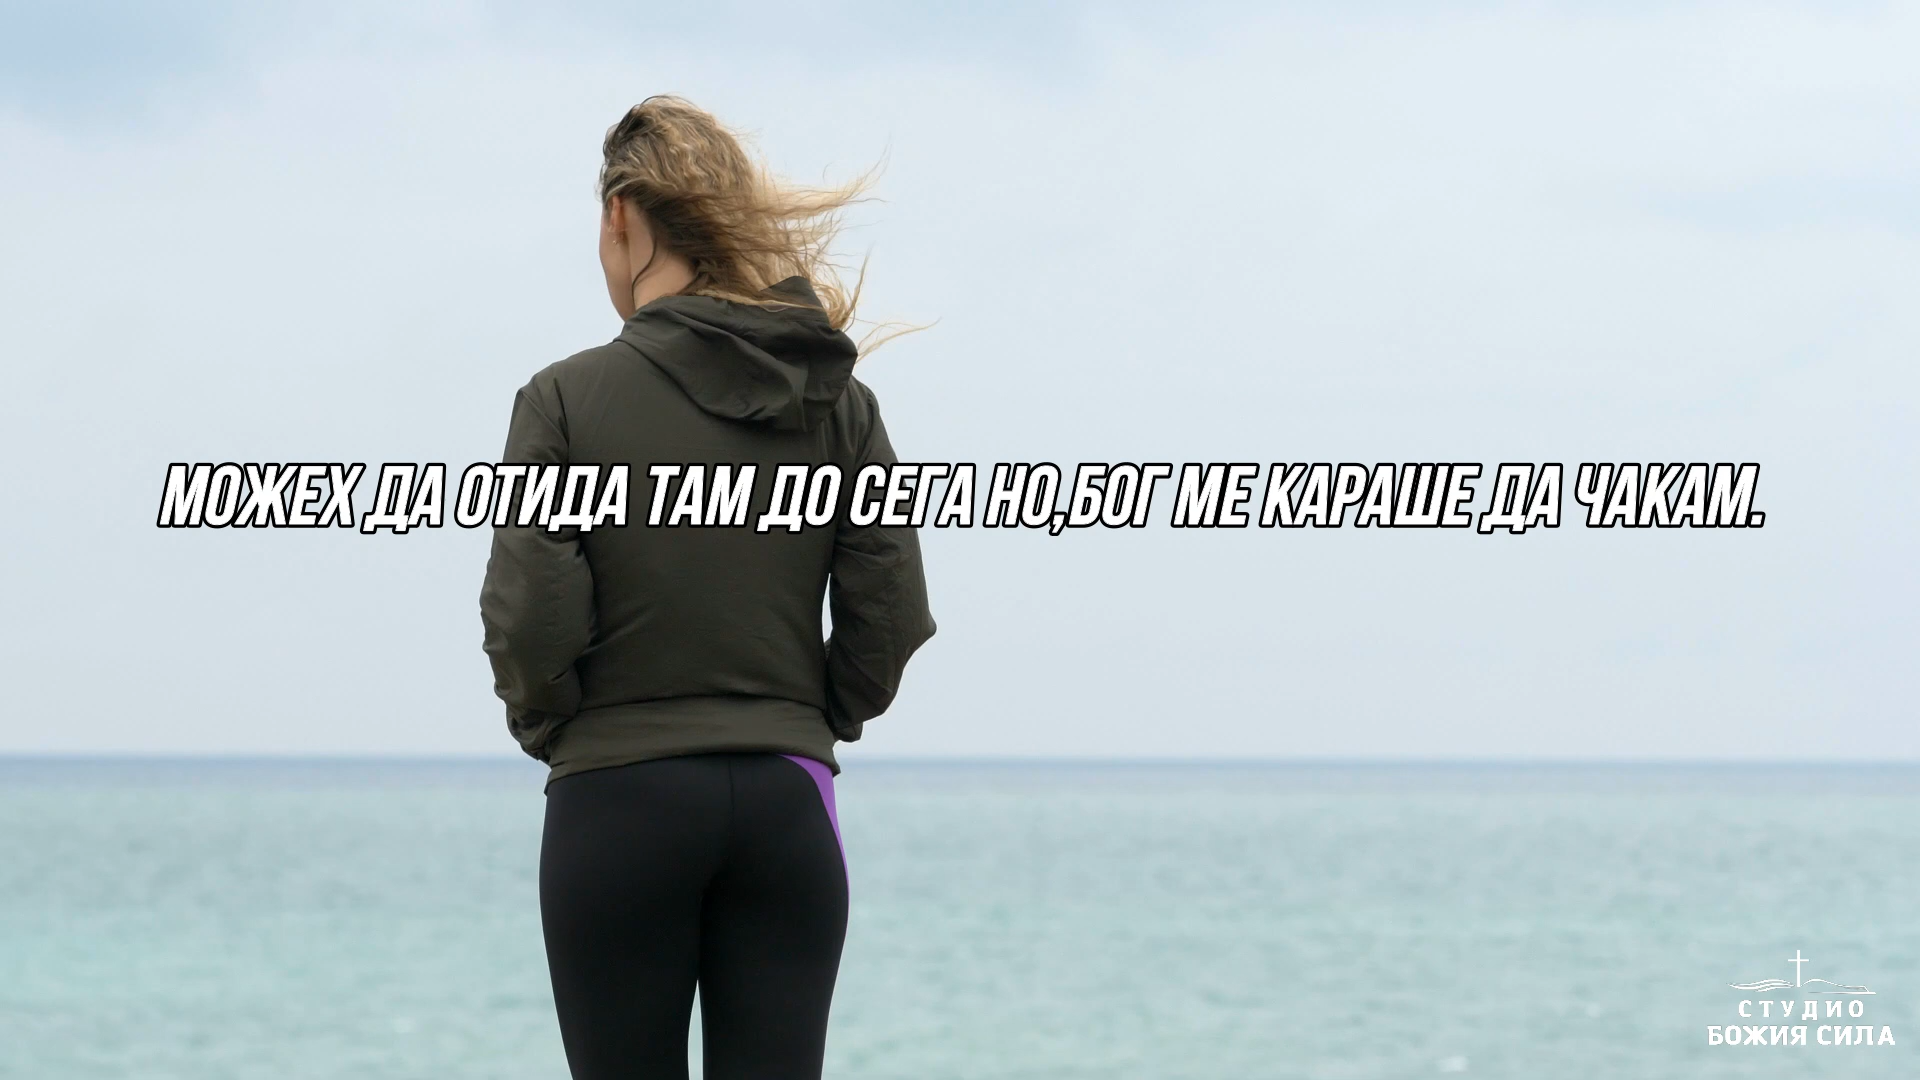 МОЖЕХ ДА ОТИДА ТАМ ДО СЕГА НО,БОГ МЕ КАРАШЕ ДА ЧАКАМ.
СТУДИО
БОЖИЯ СИЛА